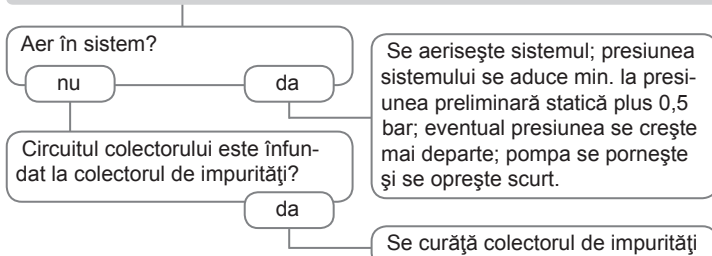 Aer în sistem?
nu
da
Se aeriseşte sistemul; presiunea
sistemului se aduce min. la presi-
unea preliminară statică plus 0,5
bar; eventual presiunea se creşte
mai departe; pompa se porneşte
şi se opreşte scurt.
Circuitul colectorului este înfun-
dat la colectorul de impurităţi?
da
Se curăţă colectorul de impurităţi